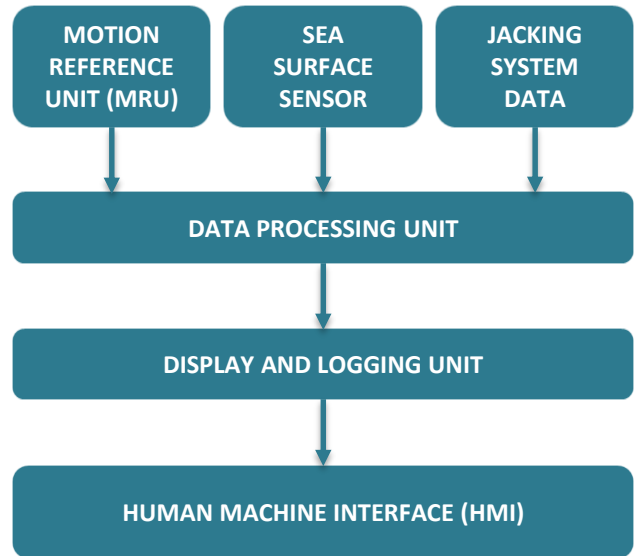 MOTION
REFERENCE
UNIT (MRU)
SEA
SURFACE
SENSOR
JACKING
SYSTEM
DATA
DATA PROCESSING UNIT
DISPLAY AND LOGGING UNIT
HUMAN MACHINE INTERFACE (HMI)